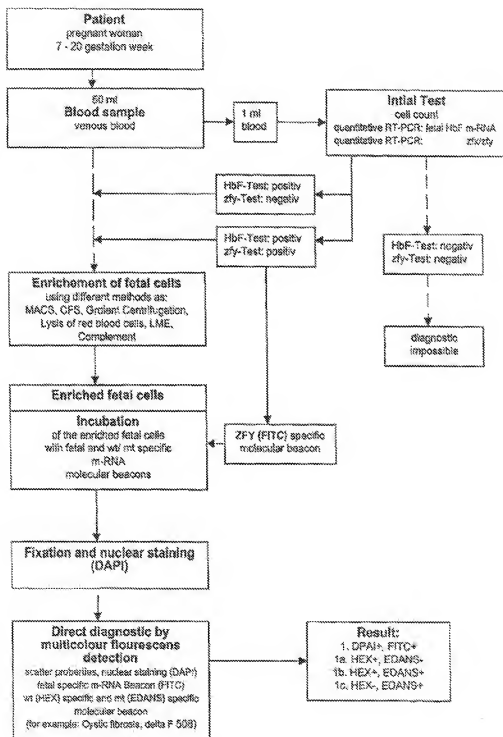 Patient
pregnant woman
7 - 20 gestation week
50 ml
Blood sample
venous blood
1 ml
blood
Intial Test
cell count
quantitative RT-PCR: fetal HbF m-RNA
quantitative RT-PCR: zfx/zfy
HbF-Test: positiv
zfy-Test: negativ
HbF-Test: positiv
zfy-Test: positiv
HbF-Test: negativ
zfy-Test: negativ
diagnostic
impossible
Enrichement of fetal cells
using different methods as:
MACS, CFS, Grdient Centrifugation,
Lysis of red blood cells, LME,
Complement
Enriched fetal cells
Incubation
of the enriched fetal cells
with fetal and wt/ mt specific
m-RNA
molecular beacons
ZFY (FITC) specific
molecular beacon
Fixation and nuclear staining
(DAPI)
Direct diagnostic by
multicolour flourescens
detection
scatter properties, nuclear staining (DAPI)
fetal specific m-RNA Beacon (FITC)
wt (HEX) specific and mt (EDANS) specific
molecular beacon
(for example: Cystic fibrosis, delta F 508)
Result:
1. DPAI+, FITC+
1a. HEX+, EDANS-
1b. HEX+, EDANS+
1c. HEX-, EDANS+